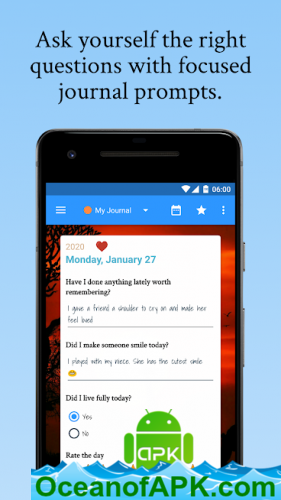 Ask yourself the right
questions with focused
journal prompts.
06:00
My Journal
2020
Monday, January 27
Have I done anything lately worth
remembering?
I gave a friend a shoulder to cry on and made her
feel loved
Did I make someone smile today?
I played with my niece. She has the cutest smile
Did I live fully today?
Yes
No
Rate the day
APK
OceanofAPK.com